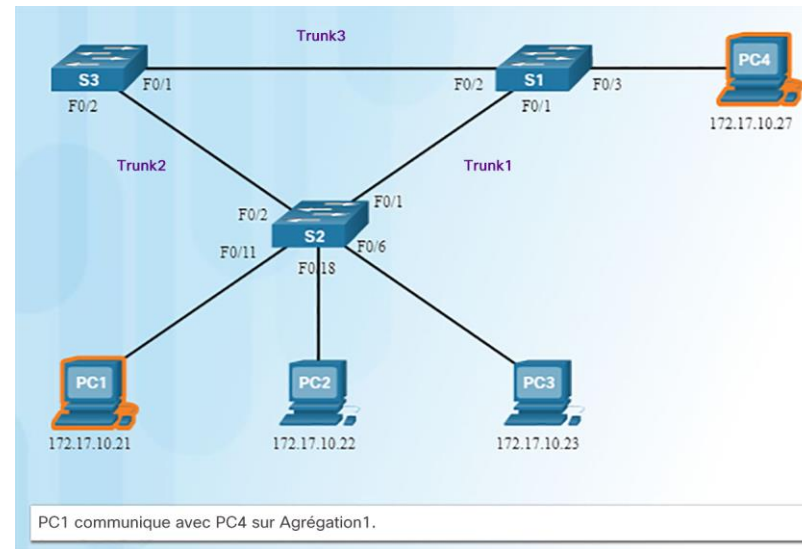 Trunk3
PC4
S3
F0/1
F0/2
S1
F0/3
F0/2
F0/1
172.17.10.27
Trunk2
Trunk1
F0/1
F0/2
S2
F0/11
F0/6
F0/18
PC1
PC2
PC3
172.17.10.21
172.17.10.22
172.17.10.23
PC1 communique avec PC4 sur Agrégation1.